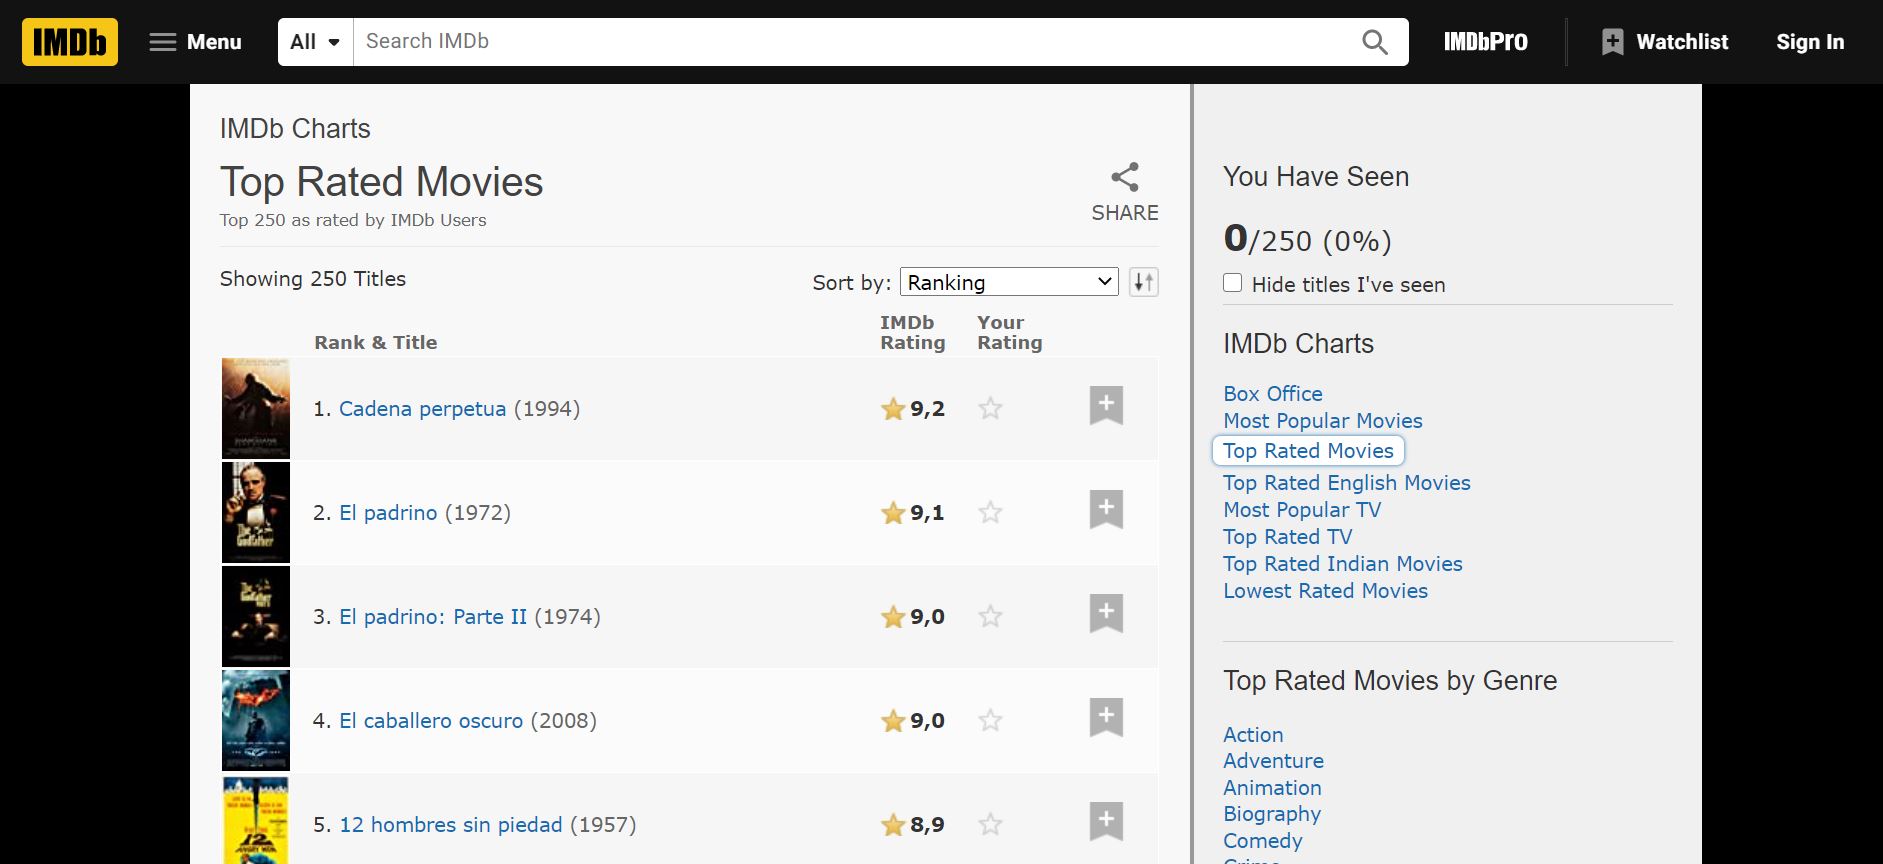 IMDb
Menu
All
Search IMDb
IMDbPro
Watchlist
Sign In
IMDb Charts
Top Rated Movies
Top 250 as rated by IMDb Users
SHARE
Showing 250 Titles
Sort by: Ranking
Rank & Title
IMDb Rating
Your Rating
1. Cadena perpetua (1994)
9,2
2. El padrino (1972)
9,1
The Godfather
3. El padrino: Parte II (1974)
9,0
4. El caballero oscuro (2008)
9,0
5. 12 hombres sin piedad (1957)
8,9
12
You Have Seen
0/250 (0%)
Hide titles I've seen
IMDb Charts
Box Office
Most Popular Movies
Top Rated Movies
Top Rated English Movies
Most Popular TV
Top Rated TV
Top Rated Indian Movies
Lowest Rated Movies
Top Rated Movies by Genre
Action
Adventure
Animation
Biography
Comedy